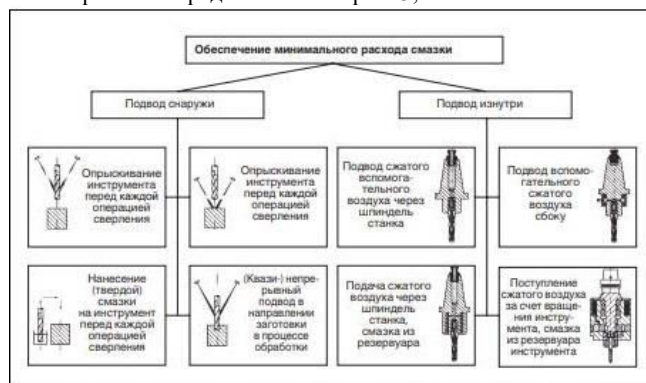 Обеспечение минимального расхода смазки
Подвод снаружи
Подвод изнутри
Опрыскивание
инструмента
перед каждой
операцией
сверления
Опрыскивание
инструмента
перед каждой
операцией
сверления
Подвод сжатого
вспомога-
тельного
воздуха через
шпиндель
станка
Подвод вспомо-
гательного
сжатого
воздуха
сбоку
Нанесение
(твердой)
смазки
на инструмент
перед каждой
операцией
сверления
(Квази-) непре-
рывный
подвод в
направлении
заготовки
в процессе
обработки
Подача сжатого
воздуха через
шпиндель
станка,
смазка из
резервуара
Поступление
сжатого воздуха
за счет враще-
ния инстру-
мента, смазка
из резервуара
инструмента